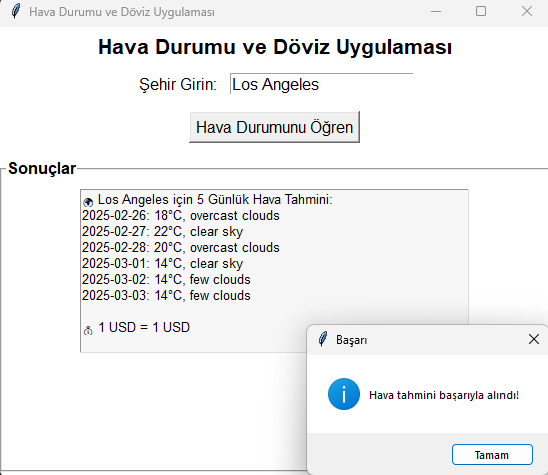 Hava Durumu ve Döviz Uygulaması
Hava Durumu ve Döviz Uygulaması
Şehir Girin: Los Angeles
Hava Durumunu Öğren
Sonuçlar
Los Angeles için 5 Günlük Hava Tahmini:
2025-02-26: 18°C, overcast clouds
2025-02-27: 22°C, clear sky
2025-02-28: 20°C, overcast clouds
2025-03-01: 14°C, clear sky
2025-03-02: 14°C, few clouds
2025-03-03: 14°C, few clouds
1 USD = 1 USD
Başarı
Hava tahmini başarıyla alındı!
Tamam